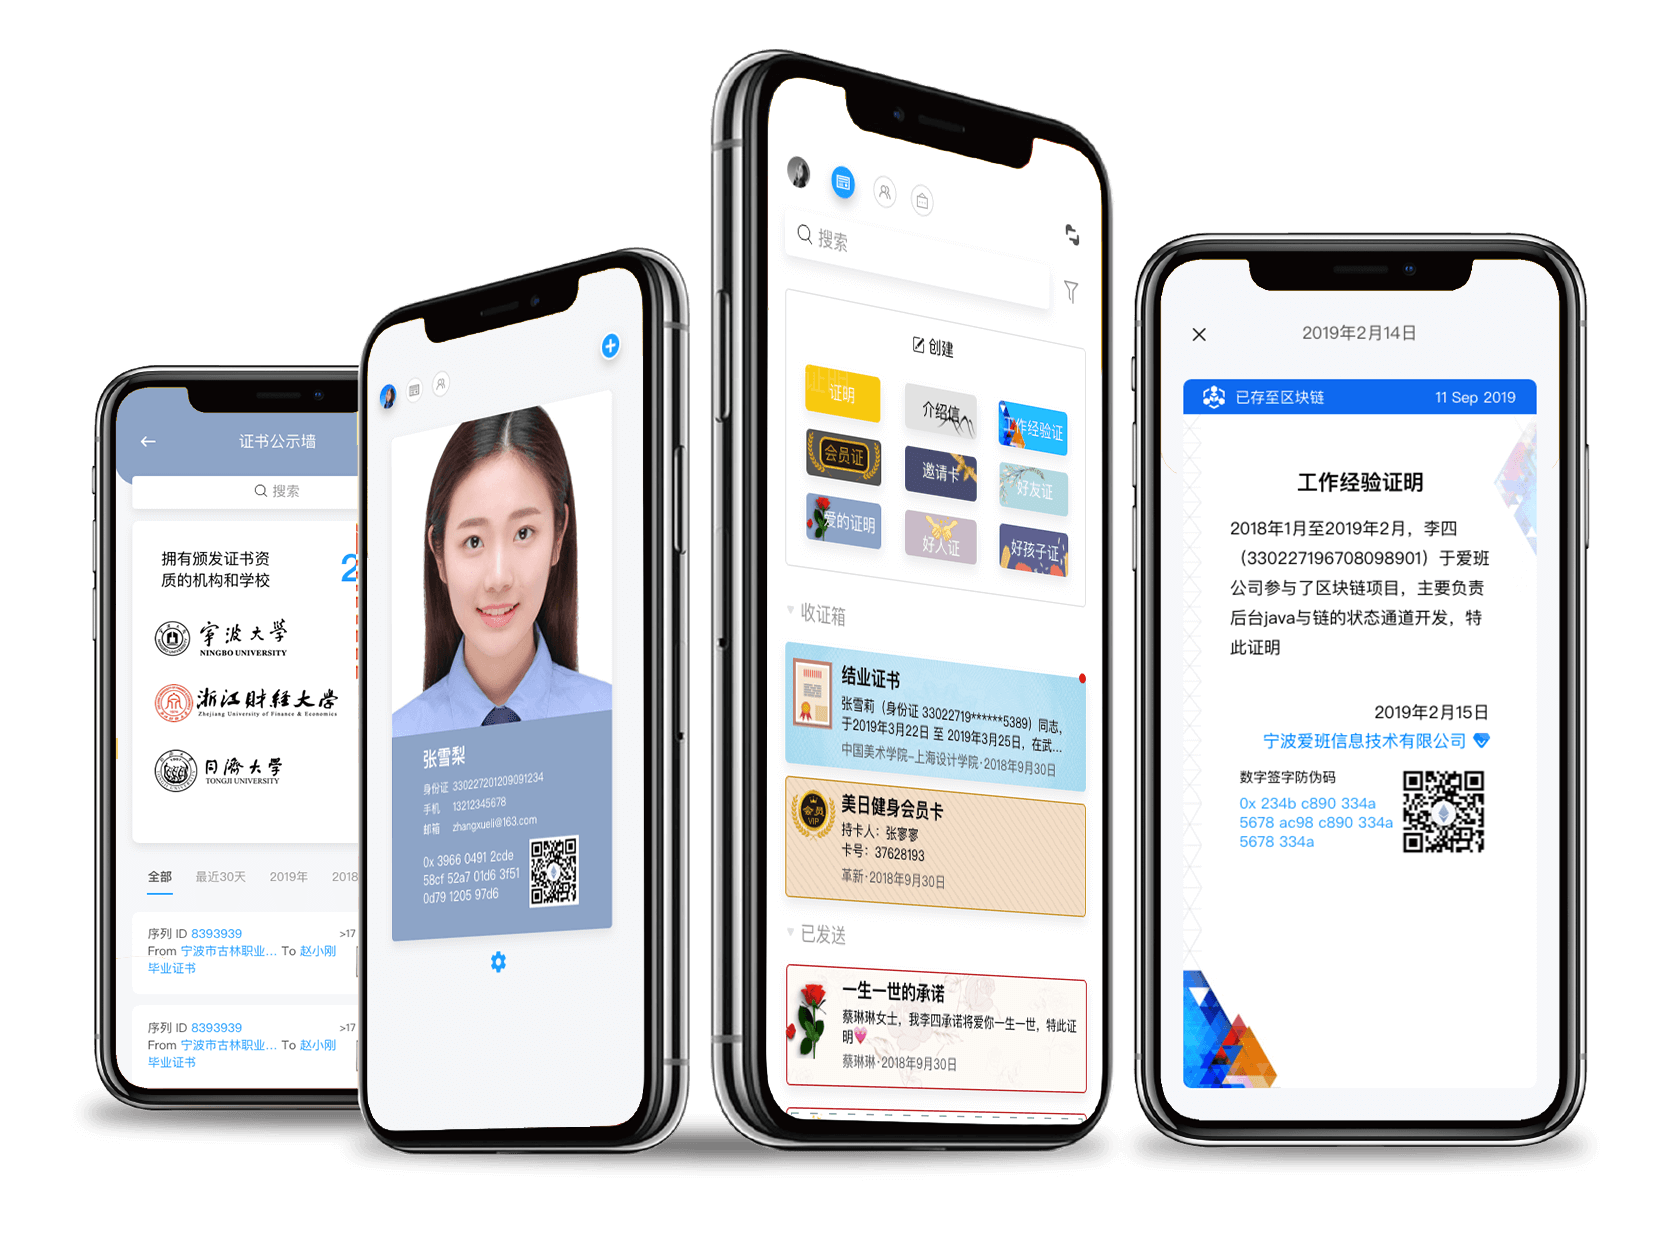 证书公示墙
搜索
拥有颁发证书资
质的机构和学校
2
宁波大学
NINGBO UNIVERSITY
浙江财经大学
Zhejiang University of Finance & Economics
同濟大学
TONGJI UNIVERSITY
全部 最近30天 2019年 2018
序列 ID 8393939 >17
From 宁波市古林职业... To 赵小刚
毕业证书
序列 ID 8393939 >17
From 宁波市古林职业... To 赵小刚
毕业证书
张雪梨
身份证 330227201209091234
手机 13212345678
邮箱 zhangxueli@163.com
0x 3966 0491 2cde
58cf 52a7 01d6 3f51
0d79 1205 97d6
搜索
创建
证明 介绍信 工作经验证
会员证 邀请卡 好友证
爱的证明 好人证 好孩子证
收证箱
结业证书
张雪莉（身份证 33022719******5389）同志，
于2019年3月22日 至 2019年3月25日，在武...
中国美术学院-上海设计学院·2018年9月30日
会员
VIP
美日健身会员卡
持卡人：张寥寥
卡号：37628193
革新·2018年9月30日
已发送
一生一世的承诺
蔡琳琳女士，我李四承诺将爱你一生一世，特此证
明
蔡琳琳·2018年9月30日
2019年2月14日
已存至区块链 11 Sep 2019
工作经验证明
2018年1月至2019年2月，李四
（330227196708098901）于爱班
公司参与了区块链项目，主要负责
后台java与链的状态通道开发，特
此证明
2019年2月15日
宁波爱班信息技术有限公司
数字签字防伪码
0x 234b c890 334a
5678 ac98 c890 334a
5678 334a